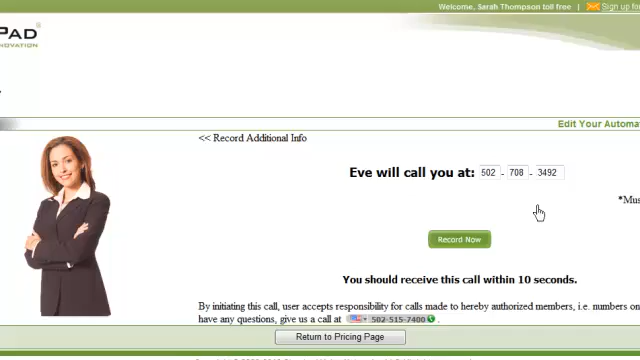 Welcome, Sarah Thompson toll free | Sign up for
PAD®
NOVATION
Edit Your Automa
<< Record Additional Info
Eve will call you at: 502 - 708 - 3492
*Mus
Record Now
You should receive this call within 10 seconds.
By initiating this call, user accepts responsibility for calls made to hereby authorized members, i.e. numbers on
have any questions, give us a call at 502-515-7400 .
Return to Pricing Page